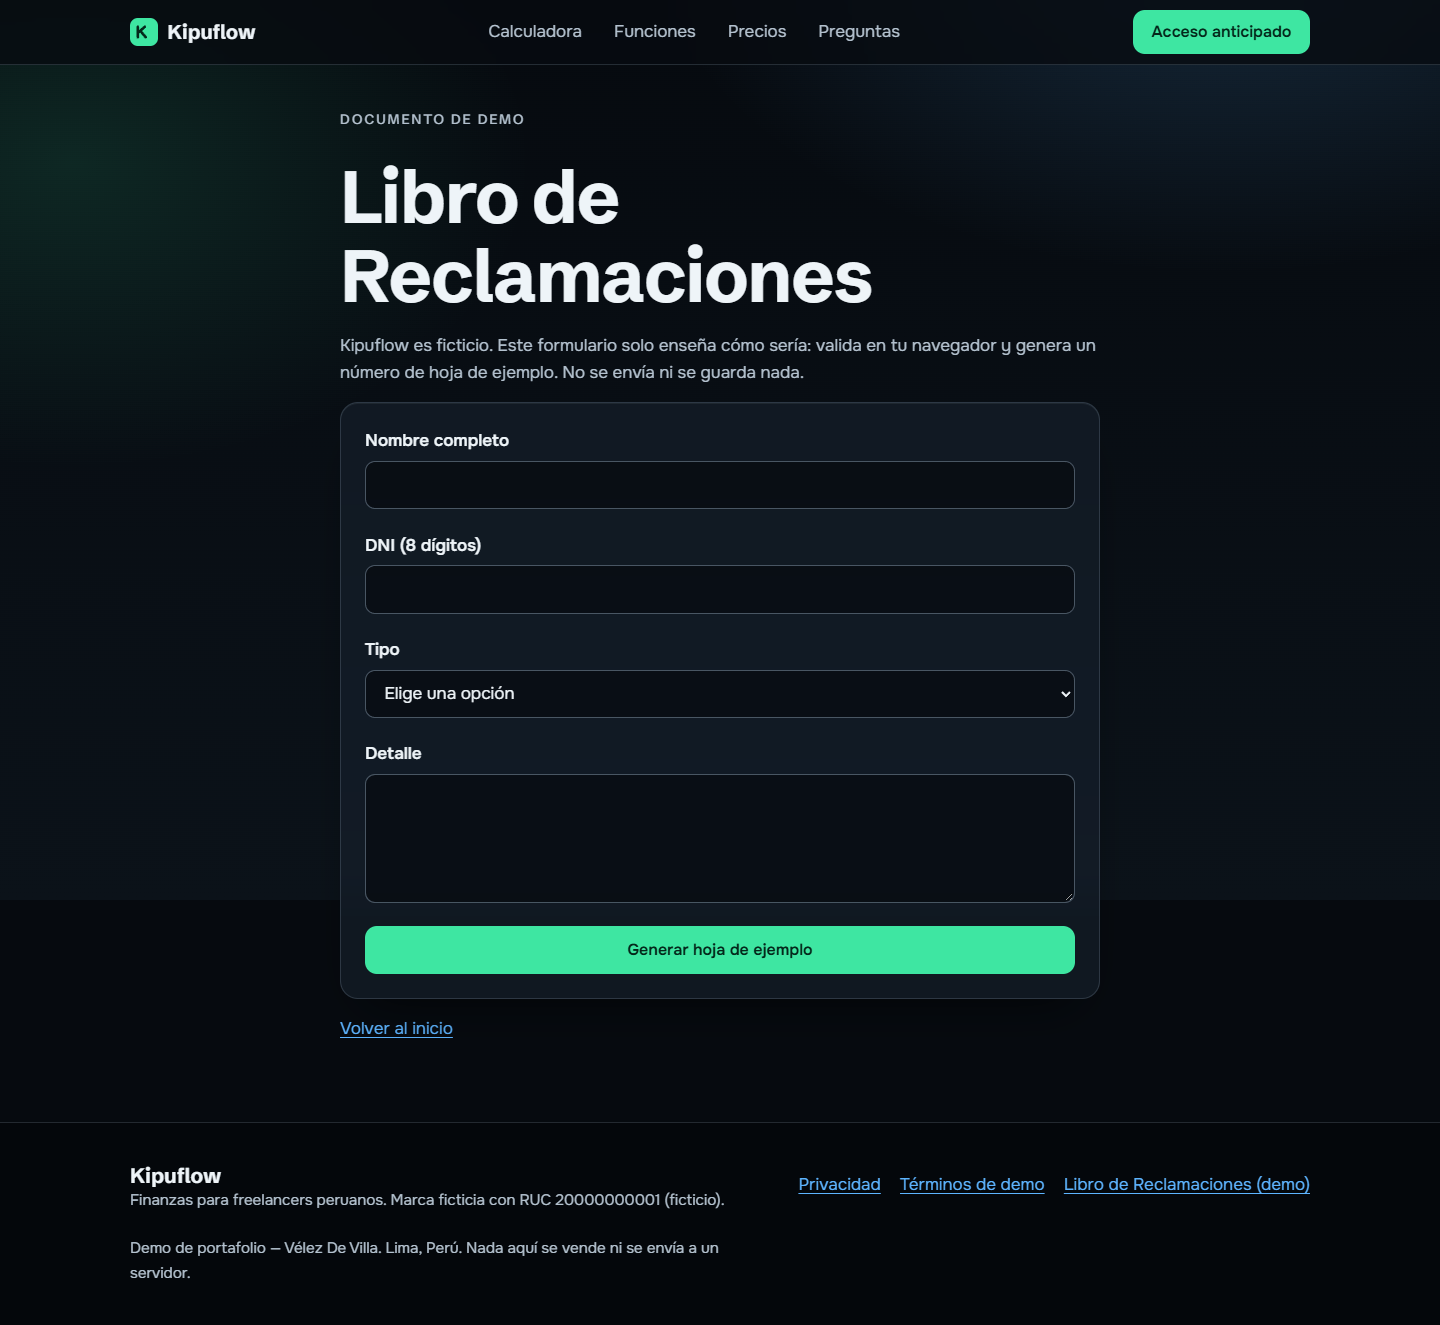 K Kipuflow
Calculadora
Funciones
Precios
Preguntas
Acceso anticipado
DOCUMENTO DE DEMO
Libro de
Reclamaciones
Kipuflow es ficticio. Este formulario solo enseña cómo sería: valida en tu navegador y genera un
número de hoja de ejemplo. No se envía ni se guarda nada.
Nombre completo
DNI (8 dígitos)
Tipo
Elige una opción
Detalle
Generar hoja de ejemplo
Volver al inicio
Kipuflow
Finanzas para freelancers peruanos. Marca ficticia con RUC 20000000001 (ficticio).
Demo de portafolio — Vélez De Villa. Lima, Perú. Nada aquí se vende ni se envía a un
servidor.
Privacidad
Términos de demo
Libro de Reclamaciones (demo)